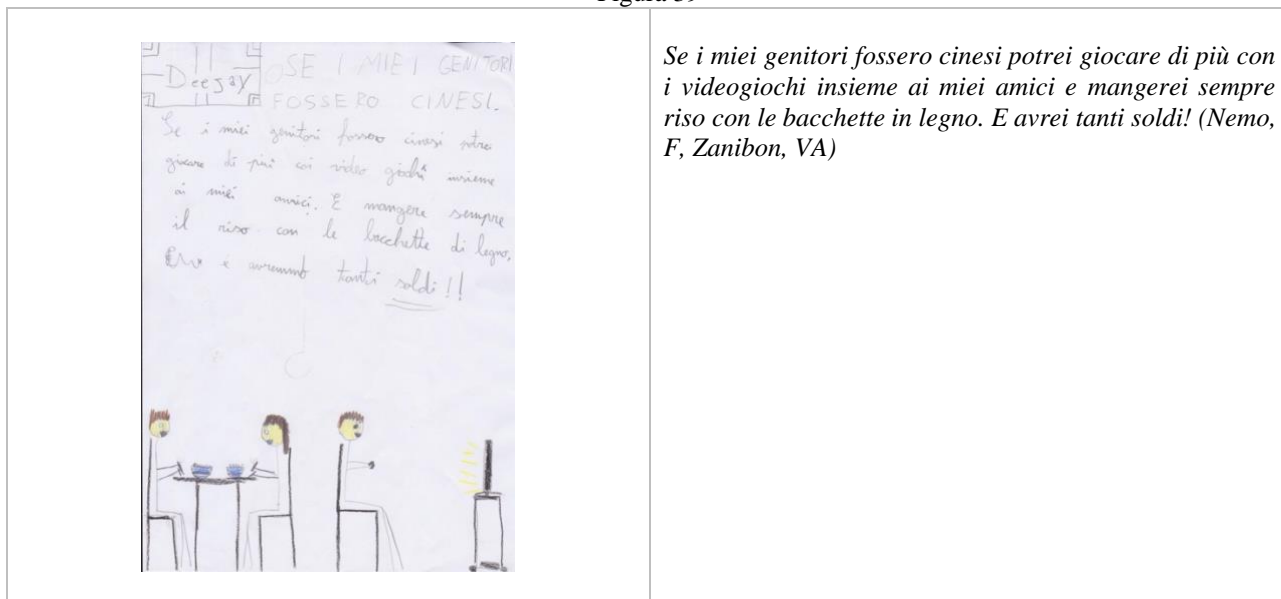 Figura 39
Deejay
SE I MIEI GENITORI
FOSSERO CINESI.
Se i miei genitori fossero cinesi potrei
giocare di più coi video giochi insieme
ai miei amici. E mangere sempre
il riso con le bacchette di legno.
è avremmo tanti soldi!!
Se i miei genitori fossero cinesi potrei giocare di più con
i videogiochi insieme ai miei amici e mangerei sempre
riso con le bacchette in legno. E avrei tanti soldi! (Nemo,
F, Zanibon, VA)